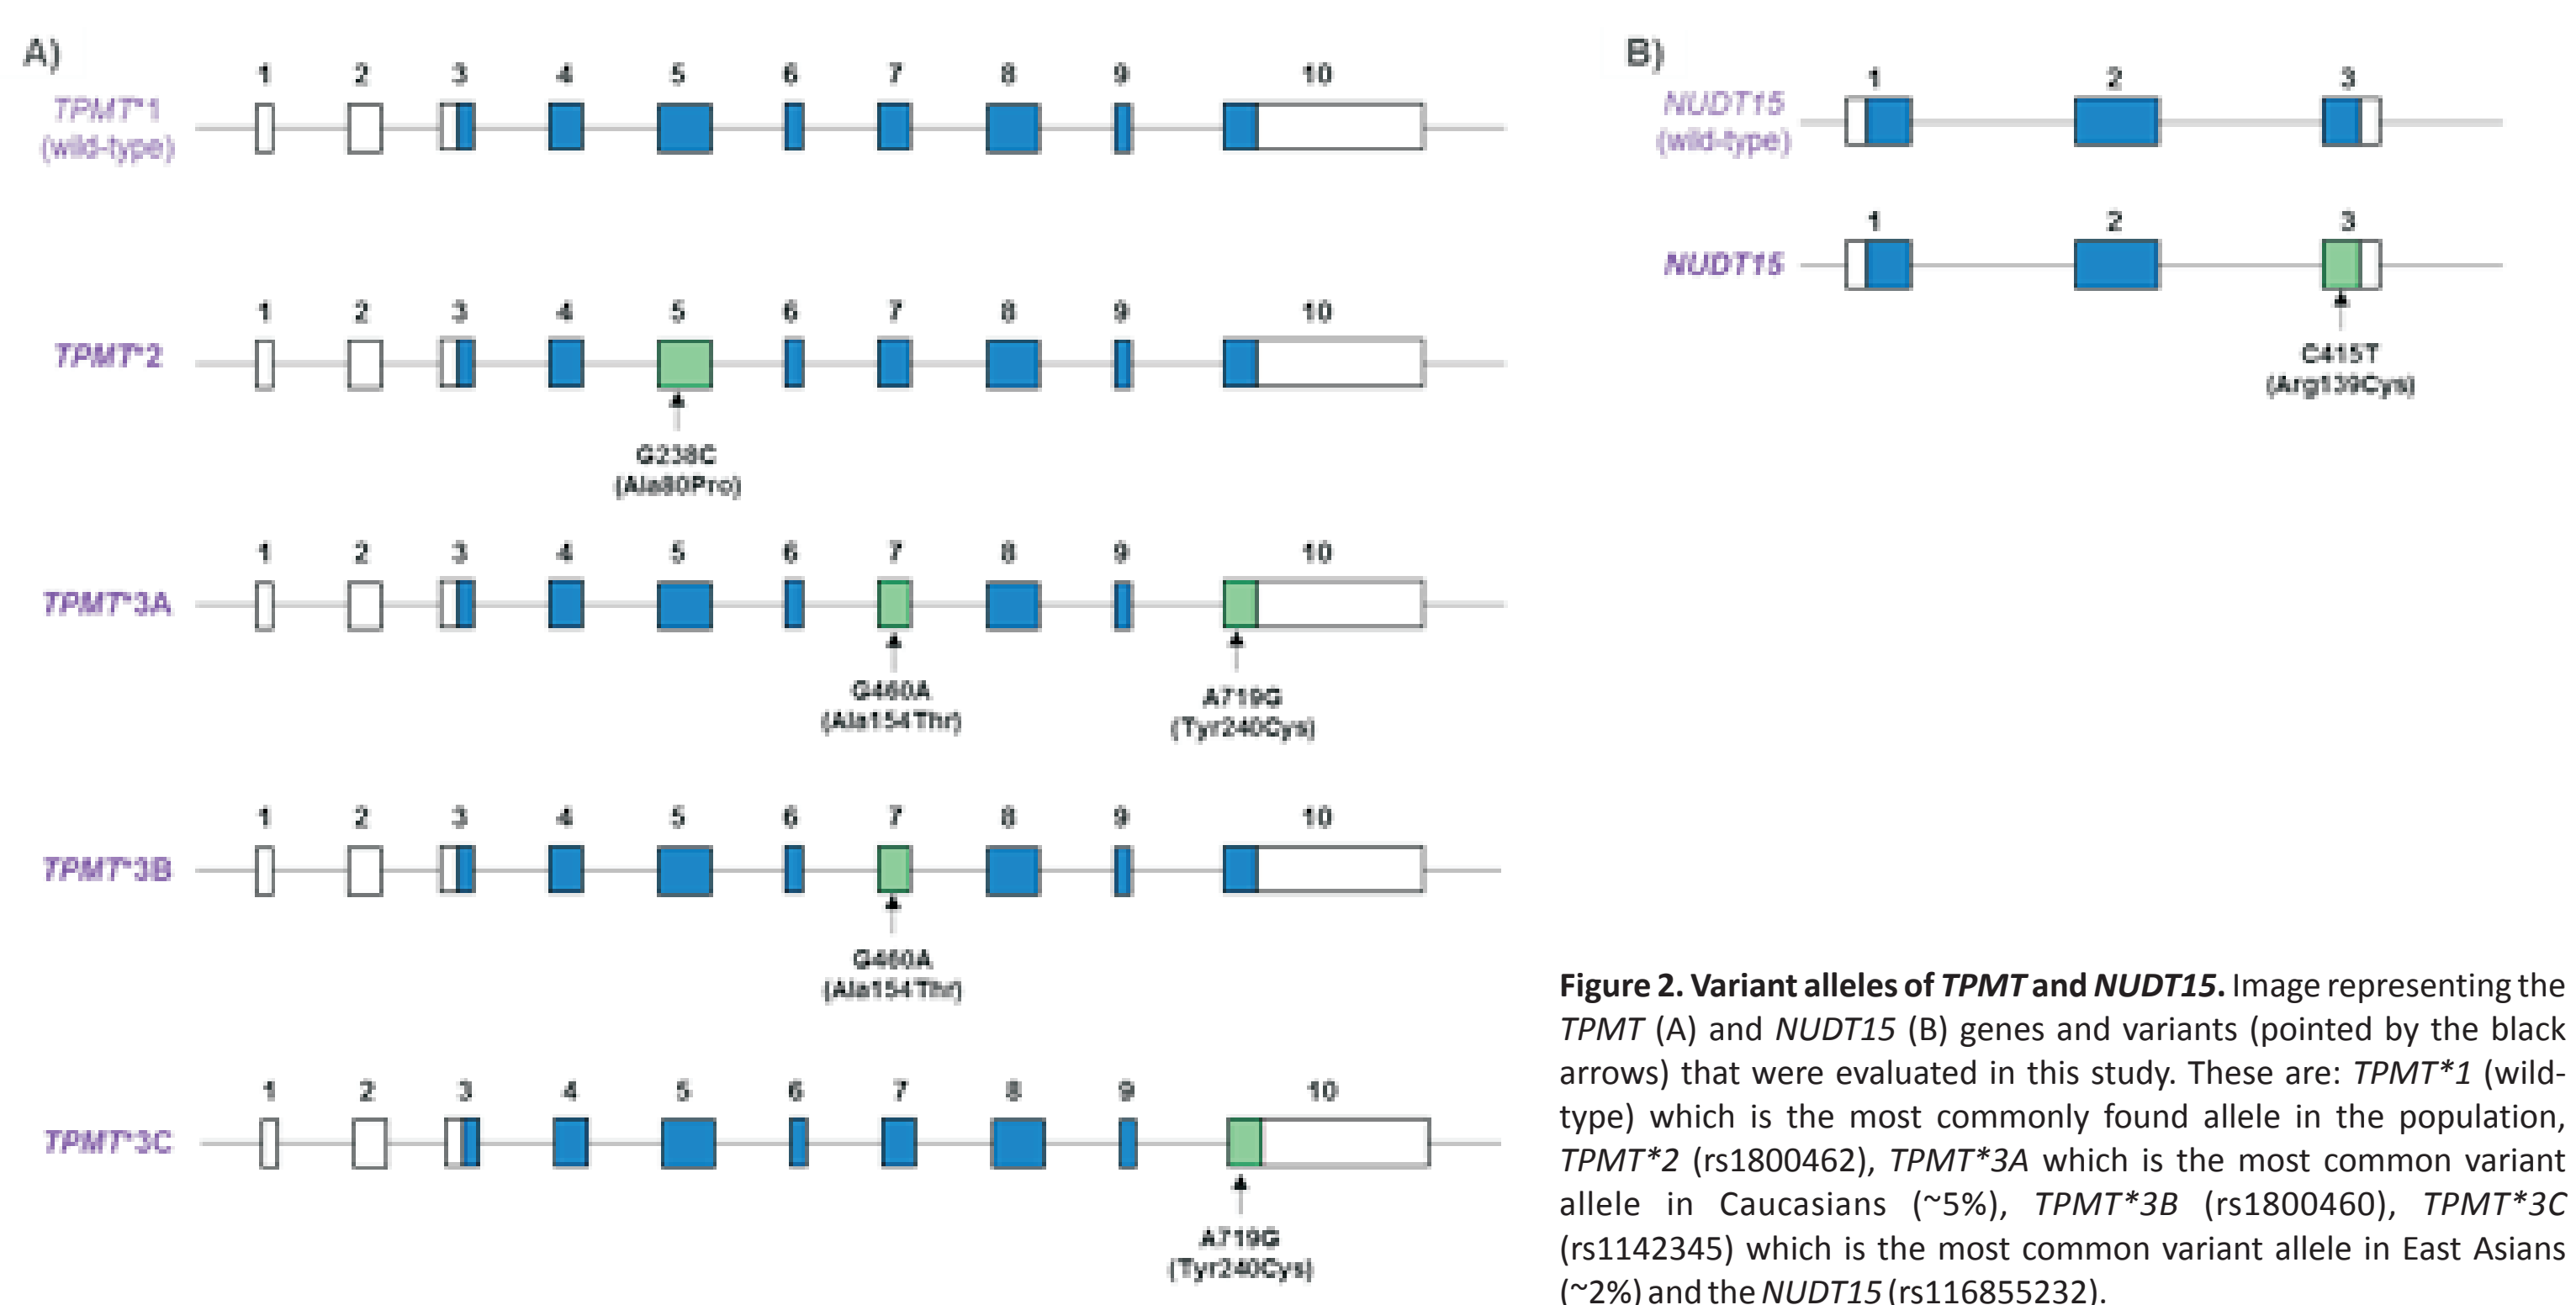 A)
1 2 3 4 5 6 7 8 9 10
TPMT*1
(wild-type)
1 2 3 4 5 6 7 8 9 10
TPMT*2
G238C
(Ala80Pro)
1 2 3 4 5 6 7 8 9 10
TPMT*3A
G460A
(Ala154Thr)
A719G
(Tyr240Cys)
1 2 3 4 5 6 7 8 9 10
TPMT*3B
G460A
(Ala154Thr)
1 2 3 4 5 6 7 8 9 10
TPMT*3C
A719G
(Tyr240Cys)
B)
1 2 3
NUDT15
(wild-type)
1 2 3
NUDT15
C415T
(Arg139Cys)
Figure 2. Variant alleles of TPMT and NUDT15. Image representing the
TPMT (A) and NUDT15 (B) genes and variants (pointed by the black
arrows) that were evaluated in this study. These are: TPMT*1 (wild-
type) which is the most commonly found allele in the population,
TPMT*2 (rs1800462), TPMT*3A which is the most common variant
allele in Caucasians (~5%), TPMT*3B (rs1800460), TPMT*3C
(rs1142345) which is the most common variant allele in East Asians
(~2%) and the NUDT15 (rs116855232).